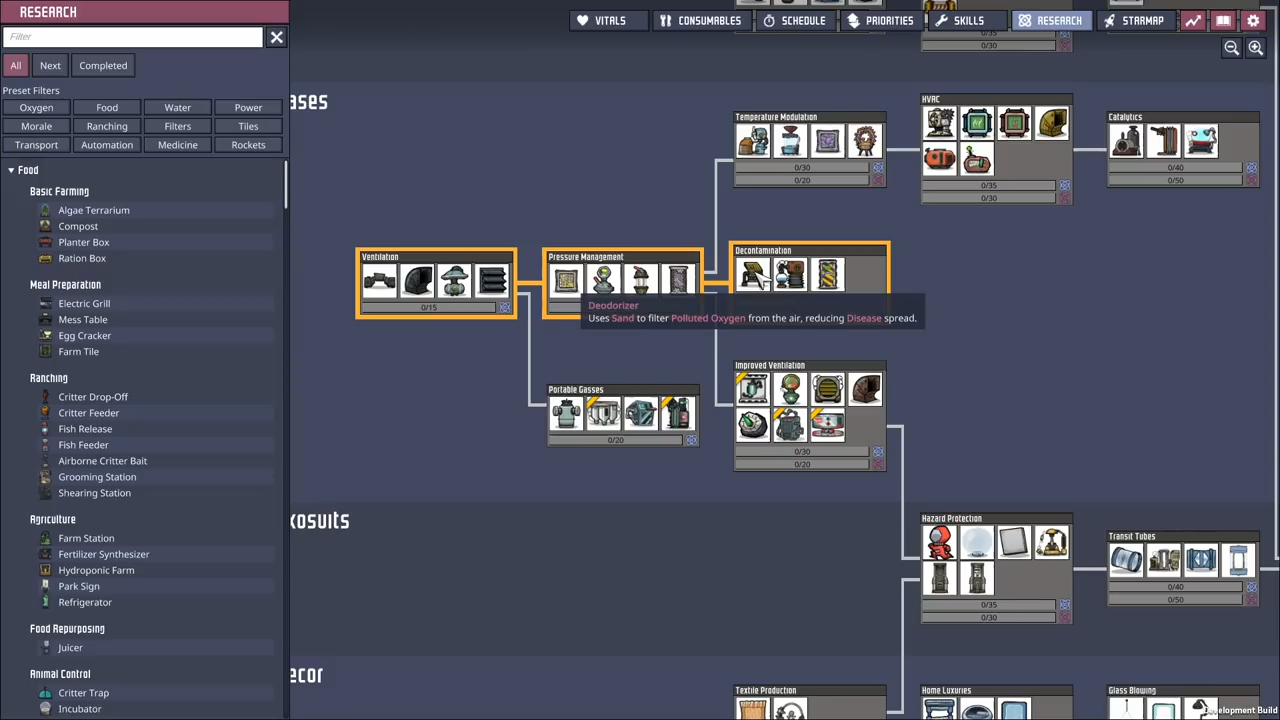 RESEARCH
VITALS
CONSUMABLES
SCHEDULE
PRIORITIES
SKILLS
RESEARCH
STARMAP
Filter
All
Next
Completed
Preset Filters
Oxygen
Food
Water
Power
Morale
Ranching
Filters
Tiles
Transport
Automation
Medicine
Rockets
Food
Basic Farming
Algae Terrarium
Compost
Planter Box
Ration Box
Meal Preparation
Electric Grill
Mess Table
Egg Cracker
Farm Tile
Ranching
Critter Drop-Off
Critter Feeder
Fish Release
Fish Feeder
Airborne Critter Bait
Grooming Station
Shearing Station
Agriculture
Farm Station
Fertilizer Synthesizer
Hydroponic Farm
Park Sign
Refrigerator
Food Repurposing
Juicer
Animal Control
Critter Trap
Incubator
0/30
ases
Temperature Modulation
0/30
0/20
HVAC
0/35
0/30
Catalytics
0/40
0/50
Ventilation
0/15
Pressure Management
Decontamination
Deodorizer
Uses Sand to filter Polluted Oxygen from the air, reducing Disease spread.
Portable Gasses
0/20
Improved Ventilation
0/30
0/20
xosuits
Hazard Protection
0/35
0/30
Transit Tubes
0/40
0/50
ecor
Textile Production
Home Luxuries
Glass Blowing
Development Build